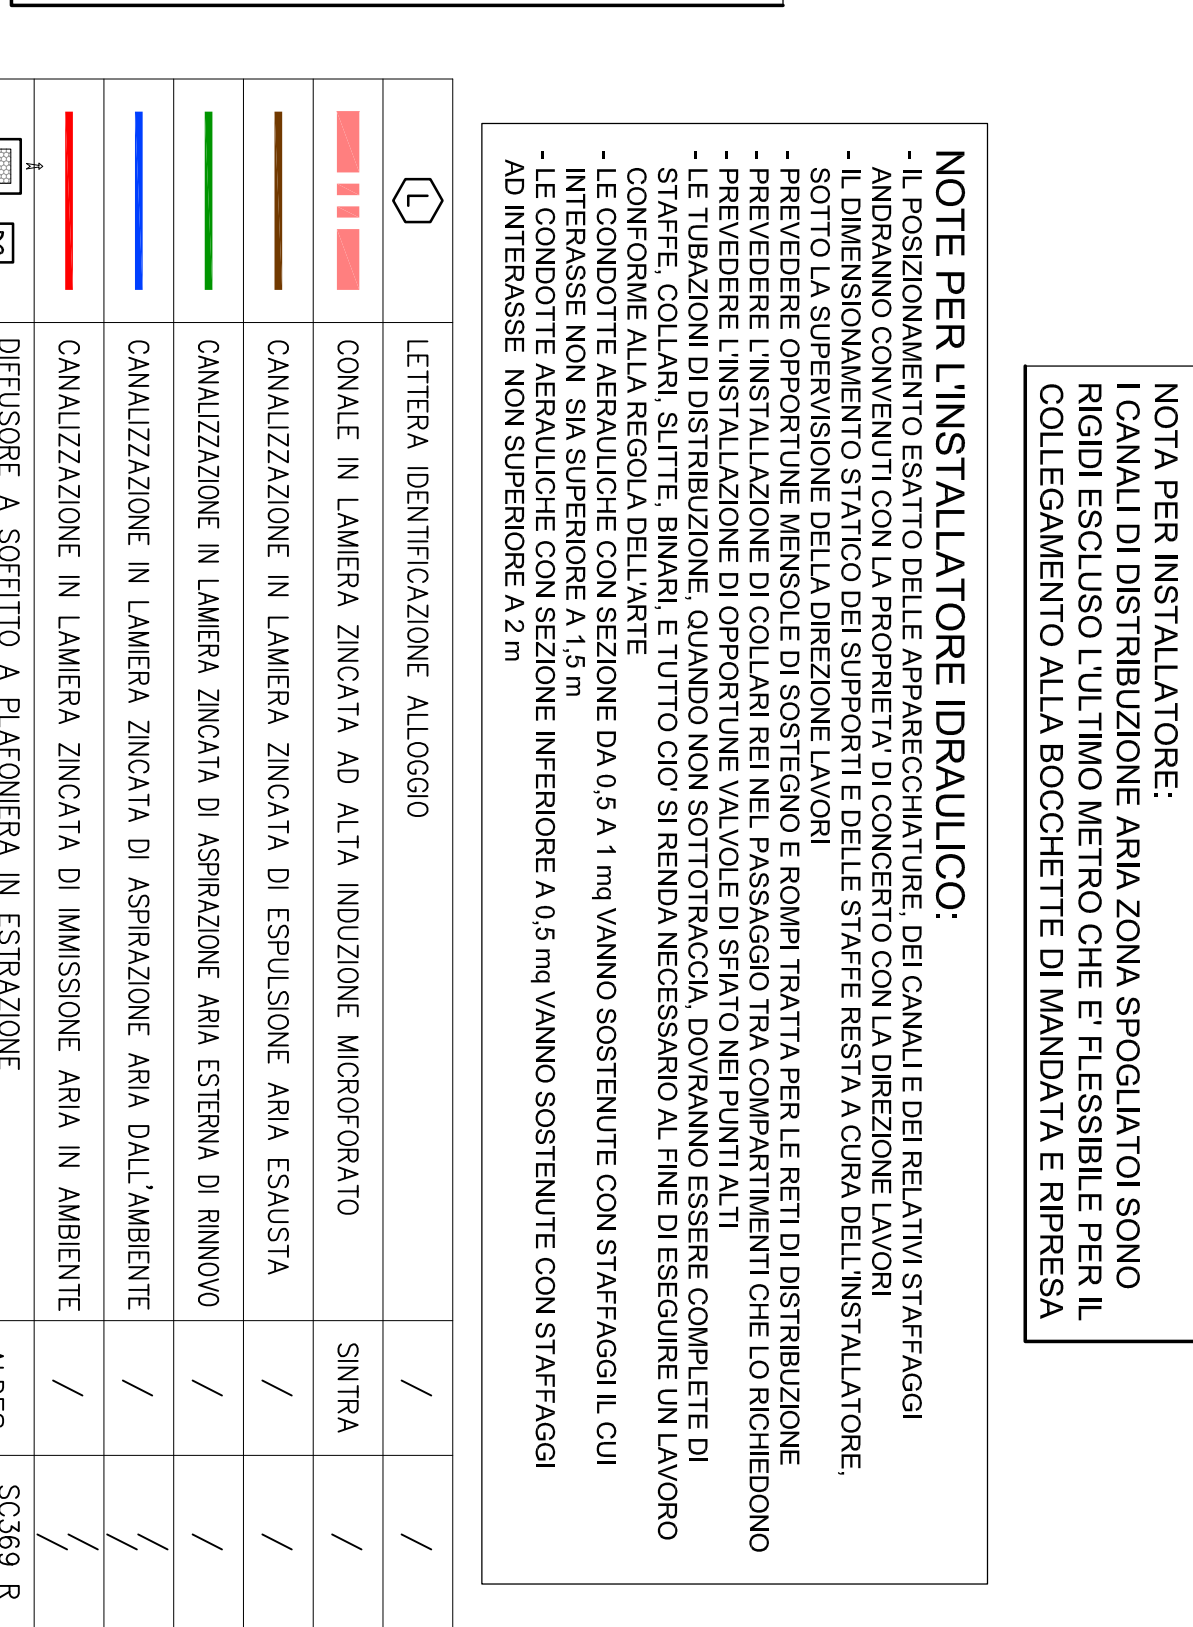 NOTA PER INSTALLATORE:
I CANALI DI DISTRIBUZIONE ARIA ZONA SPOGLIATOI SONO
RIGIDI ESCLUSO L'ULTIMO METRO CHE E' FLESSIBILE PER IL
COLLEGAMENTO ALLA BOCCHETTE DI MANDATA E RIPRESA
NOTE PER L'INSTALLATORE IDRAULICO:
- IL POSIZIONAMENTO ESATTO DELLE APPARECCHIATURE, DEI CANALI E DEI RELATIVI STAFFAGGI
ANDRANNO CONVENUTI CON LA PROPRIETA' DI CONCERTO CON LA DIREZIONE LAVORI
- IL DIMENSIONAMENTO STATICO DEI SUPPORTI E DELLE STAFFE RESTA A CURA DELL'INSTALLATORE,
SOTTO LA SUPERVISIONE DELLA DIREZIONE LAVORI
- PREVEDERE OPPORTUNE MENSOLE DI SOSTEGNO E ROMPI TRATTA PER LE RETI DI DISTRIBUZIONE
- PREVEDERE L'INSTALLAZIONE DI COLLARI REI NEL PASSAGGIO TRA COMPARTIMENTI CHE LO RICHIEDONO
- PREVEDERE L'INSTALLAZIONE DI OPPORTUNE VALVOLE DI SFIATO NEI PUNTI ALTI
- LE TUBAZIONI DI DISTRIBUZIONE, QUANDO NON SOTTOTRACCIA, DOVRANNO ESSERE COMPLETE DI
STAFFE, COLLARI, SLITTE, BINARI, E TUTTO CIO' SI RENDA NECESSARIO AL FINE DI ESEGUIRE UN LAVORO
CONFORME ALLA REGOLA DELL'ARTE
- LE CONDOTTE AERAULICHE CON SEZIONE DA 0,5 A 1 mq VANNO SOSTENUTE CON STAFFAGGI IL CUI
INTERASSE NON SIA SUPERIORE A 1,5 m
- LE CONDOTTE AERAULICHE CON SEZIONE INFERIORE A 0,5 mq VANNO SOSTENUTE CON STAFFAGGI
AD INTERASSE NON SUPERIORE A 2 m
L LETTERA IDENTIFICAZIONE ALLOGGIO / /
CONALE IN LAMIERA ZINCATA AD ALTA INDUZIONE MICROFORATO SINTRA /
CANALIZZAZIONE IN LAMIERA ZINCATA DI ESPULSIONE ARIA ESAUSTA / /
CANALIZZAZIONE IN LAMIERA ZINCATA DI ASPIRAZIONE ARIA ESTERNA DI RINNOVO / /
CANALIZZAZIONE IN LAMIERA ZINCATA DI ASPIRAZIONE ARIA DALL'AMBIENTE / / /
CANALIZZAZIONE IN LAMIERA ZINCATA DI IMMISSIONE ARIA IN AMBIENTE / / /
DIFFUSORE A SOFFITTO A PLAFONIERA IN ESTRAZIONE SC369 R